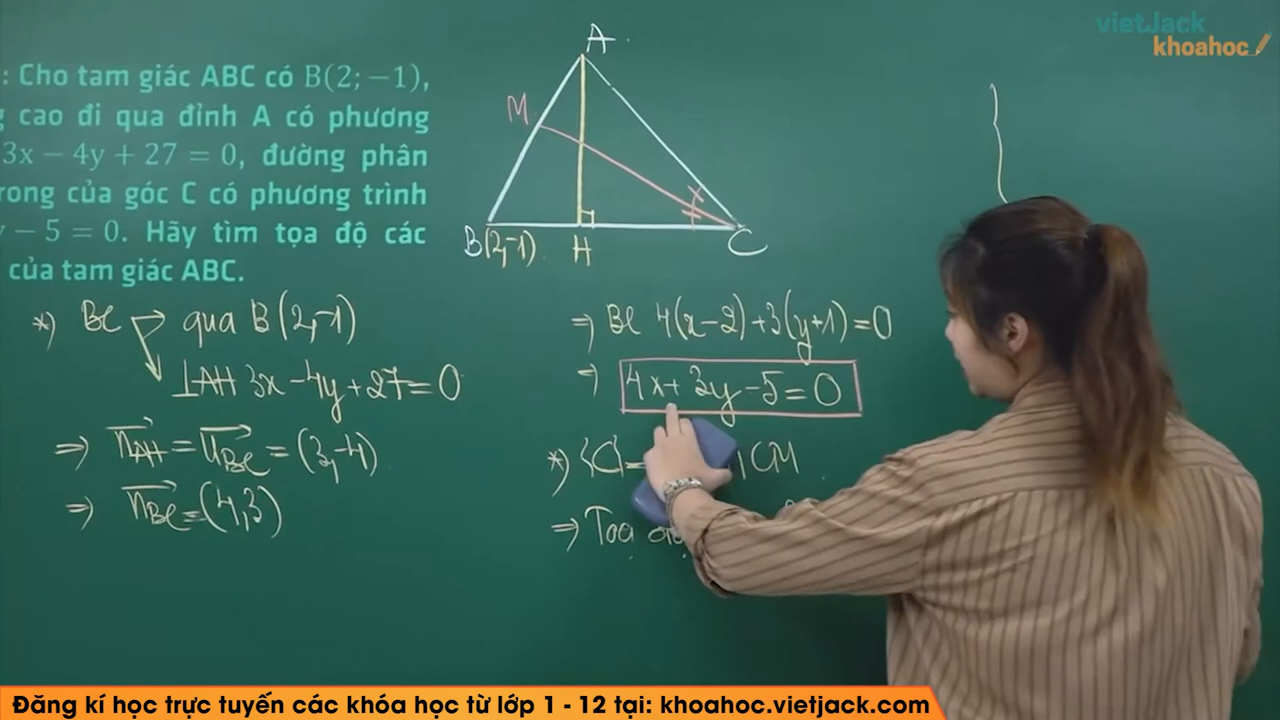 vietJack
khoahoc
: Cho tam giác ABC có B(2; −1),
g cao đi qua đỉnh A có phương
3x − 4y + 27 = 0, đường phân
rong của góc C có phương trình
y − 5 = 0. Hãy tìm tọa độ các
của tam giác ABC.
A
M
B(2,-1) H C
*) BC qua B(2,-1)
⊥AH 3x-4y+27=0
=> n_AH = u_BC = (3,-4)
=> n_BC = (4,3)
=> BC 4(x-2)+3(y+1)=0
=> 4x+3y-5=0
*) {C}= CM
=> Toạ
Đăng kí học trực tuyến các khóa học từ lớp 1 - 12 tại: khoahoc.vietjack.com